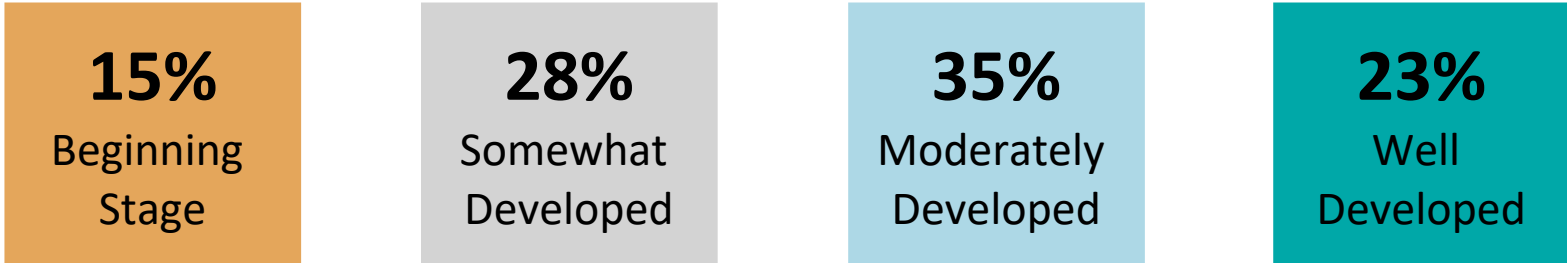 15%
Beginning
Stage
28%
Somewhat
Developed
35%
Moderately
Developed
23%
Well
Developed